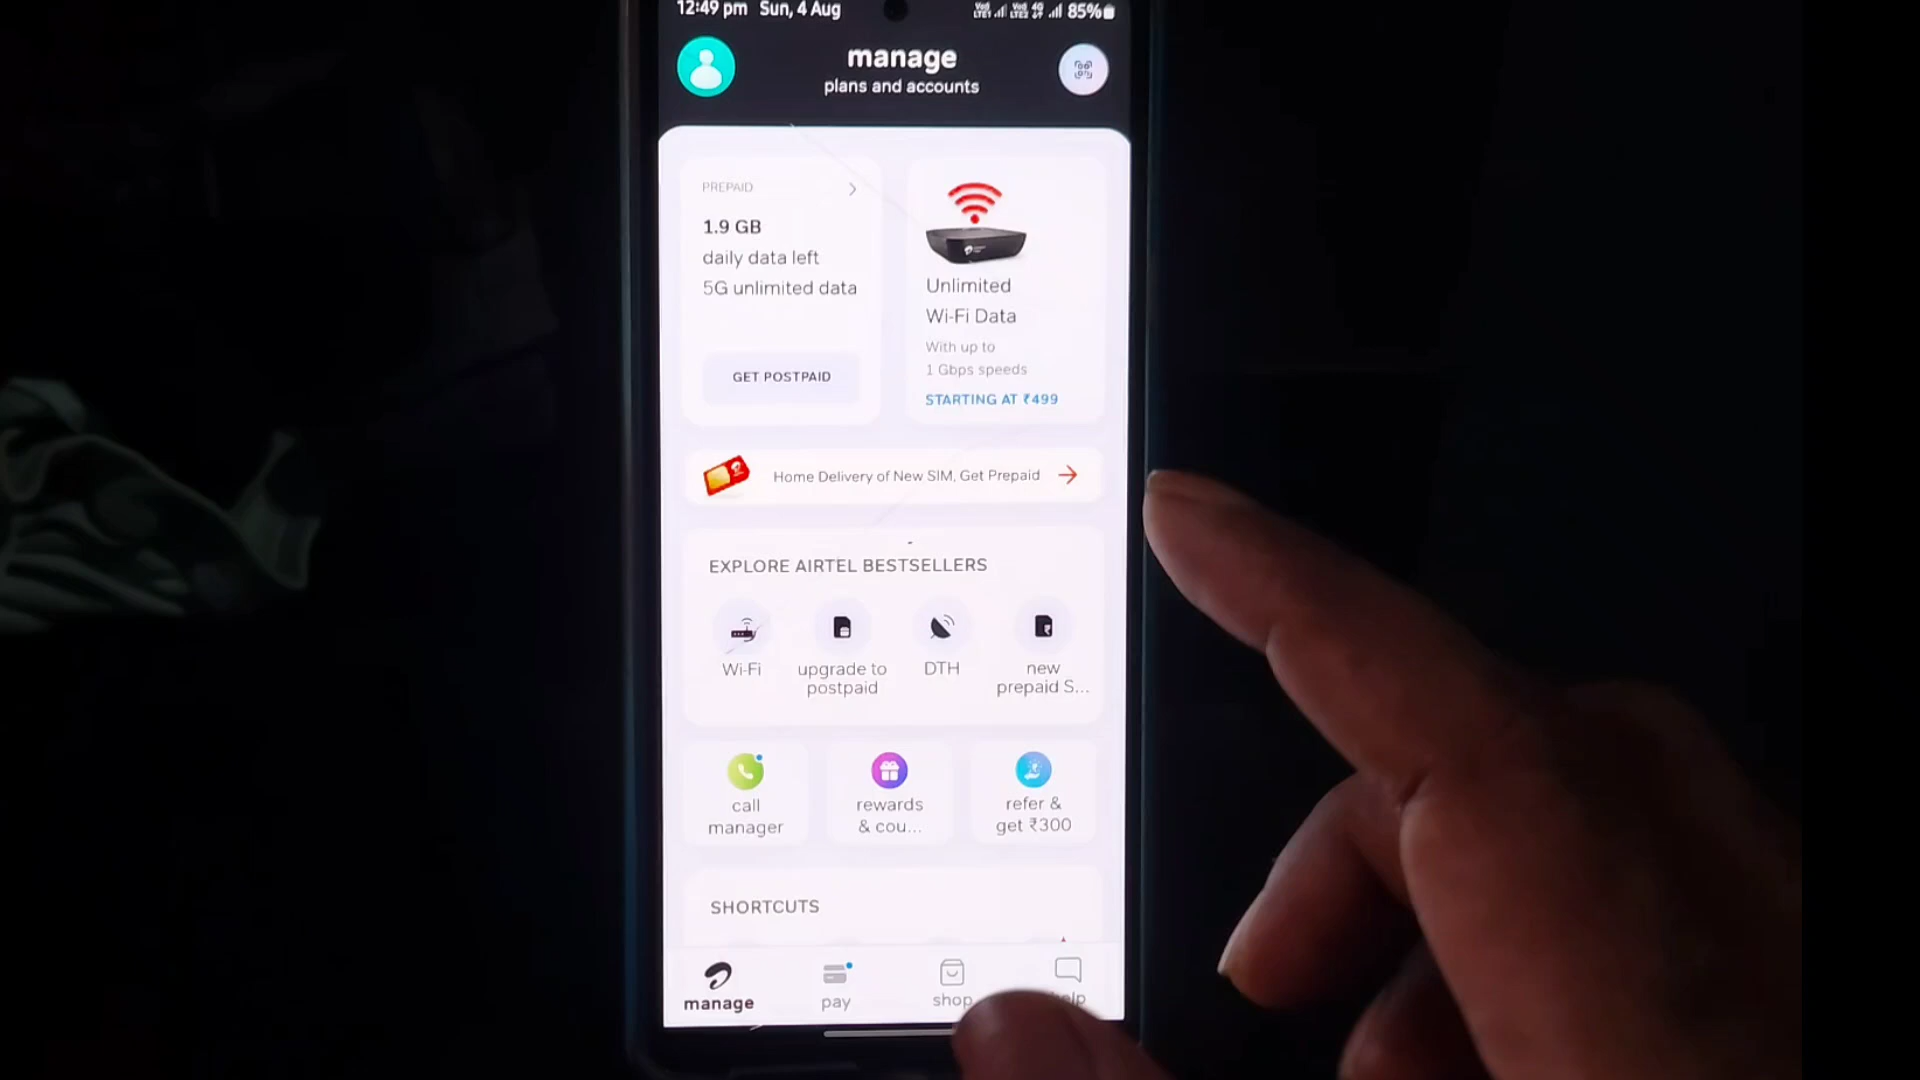 12:49 pm Sun, 4 Aug
85%
manage
plans and accounts
PREPAID
1.9 GB
daily data left
5G unlimited data
GET POSTPAID
Unlimited
Wi-Fi Data
With up to
1 Gbps speeds
STARTING AT ₹499
Home Delivery of New SIM, Get Prepaid
EXPLORE AIRTEL BESTSELLERS
Wi-Fi
upgrade to
postpaid
DTH
new
prepaid S...
call
manager
rewards
& cou...
refer &
get ₹300
SHORTCUTS
manage
pay
shop